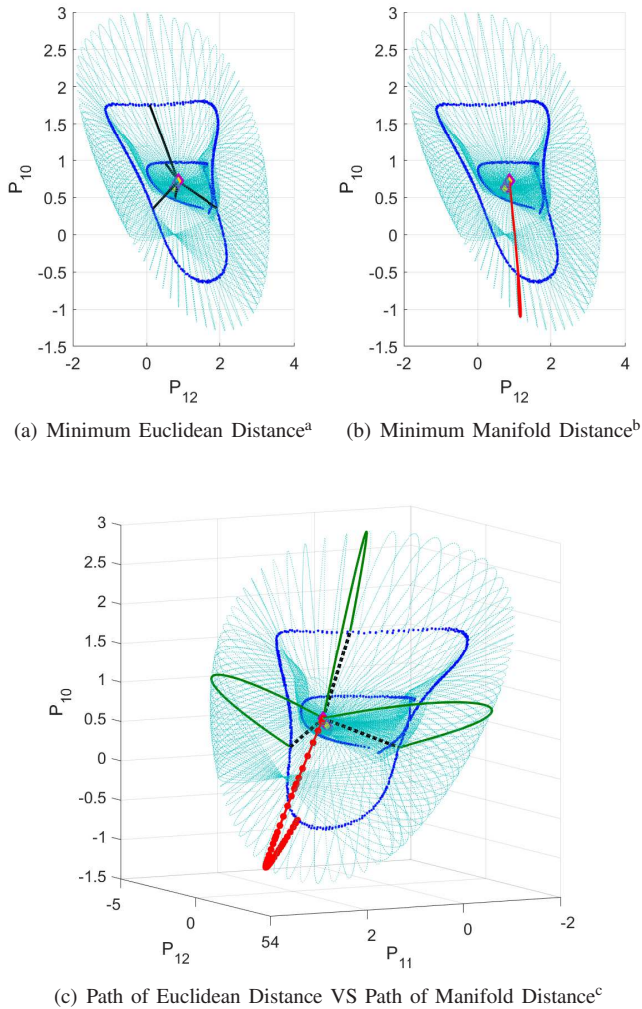 3
2.5
2
1.5
1
0.5
0
-0.5
-1
-1.5
P10
-2 0 2 4
P12
3
2.5
2
1.5
1
0.5
0
-0.5
-1
-1.5
P10
-2 0 2 4
P12
(a) Minimum Euclidean Distancea
(b) Minimum Manifold Distanceb
3
2.5
2
1.5
1
0.5
0
-0.5
-1
-1.5
P10
-5 0 54 2 0 -2
P12 P11
(c) Path of Euclidean Distance VS Path of Manifold Distancec